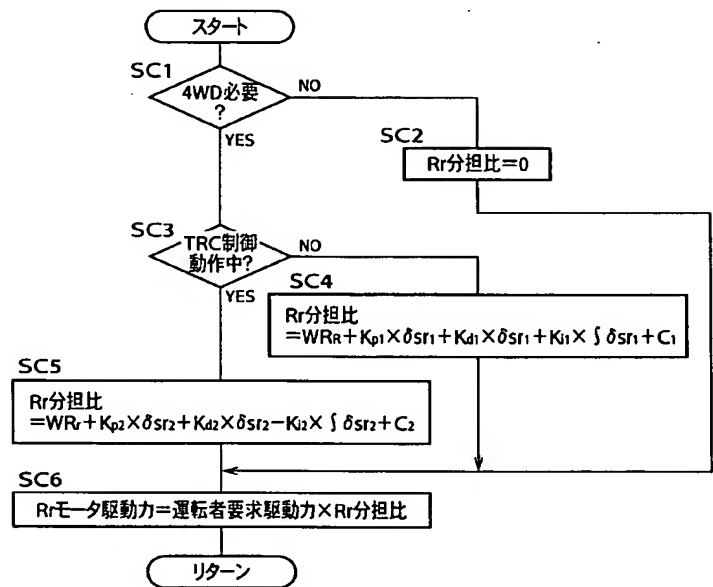 スタート
SC1
4WD必要
?
NO
YES
SC2
Rr分担比=0
SC3
TRC制御
動作中?
NO
YES
SC4
Rr分担比
=WRR+Kp1×δsr1+Kd1×δsr1+Ki1×∫δsr1+C1
SC5
Rr分担比
=WRr+Kp2×δsr2+Kd2×δsr2−Ki2×∫δsr2+C2
SC6
Rrモータ駆動力=運転者要求駆動力×Rr分担比
リターン